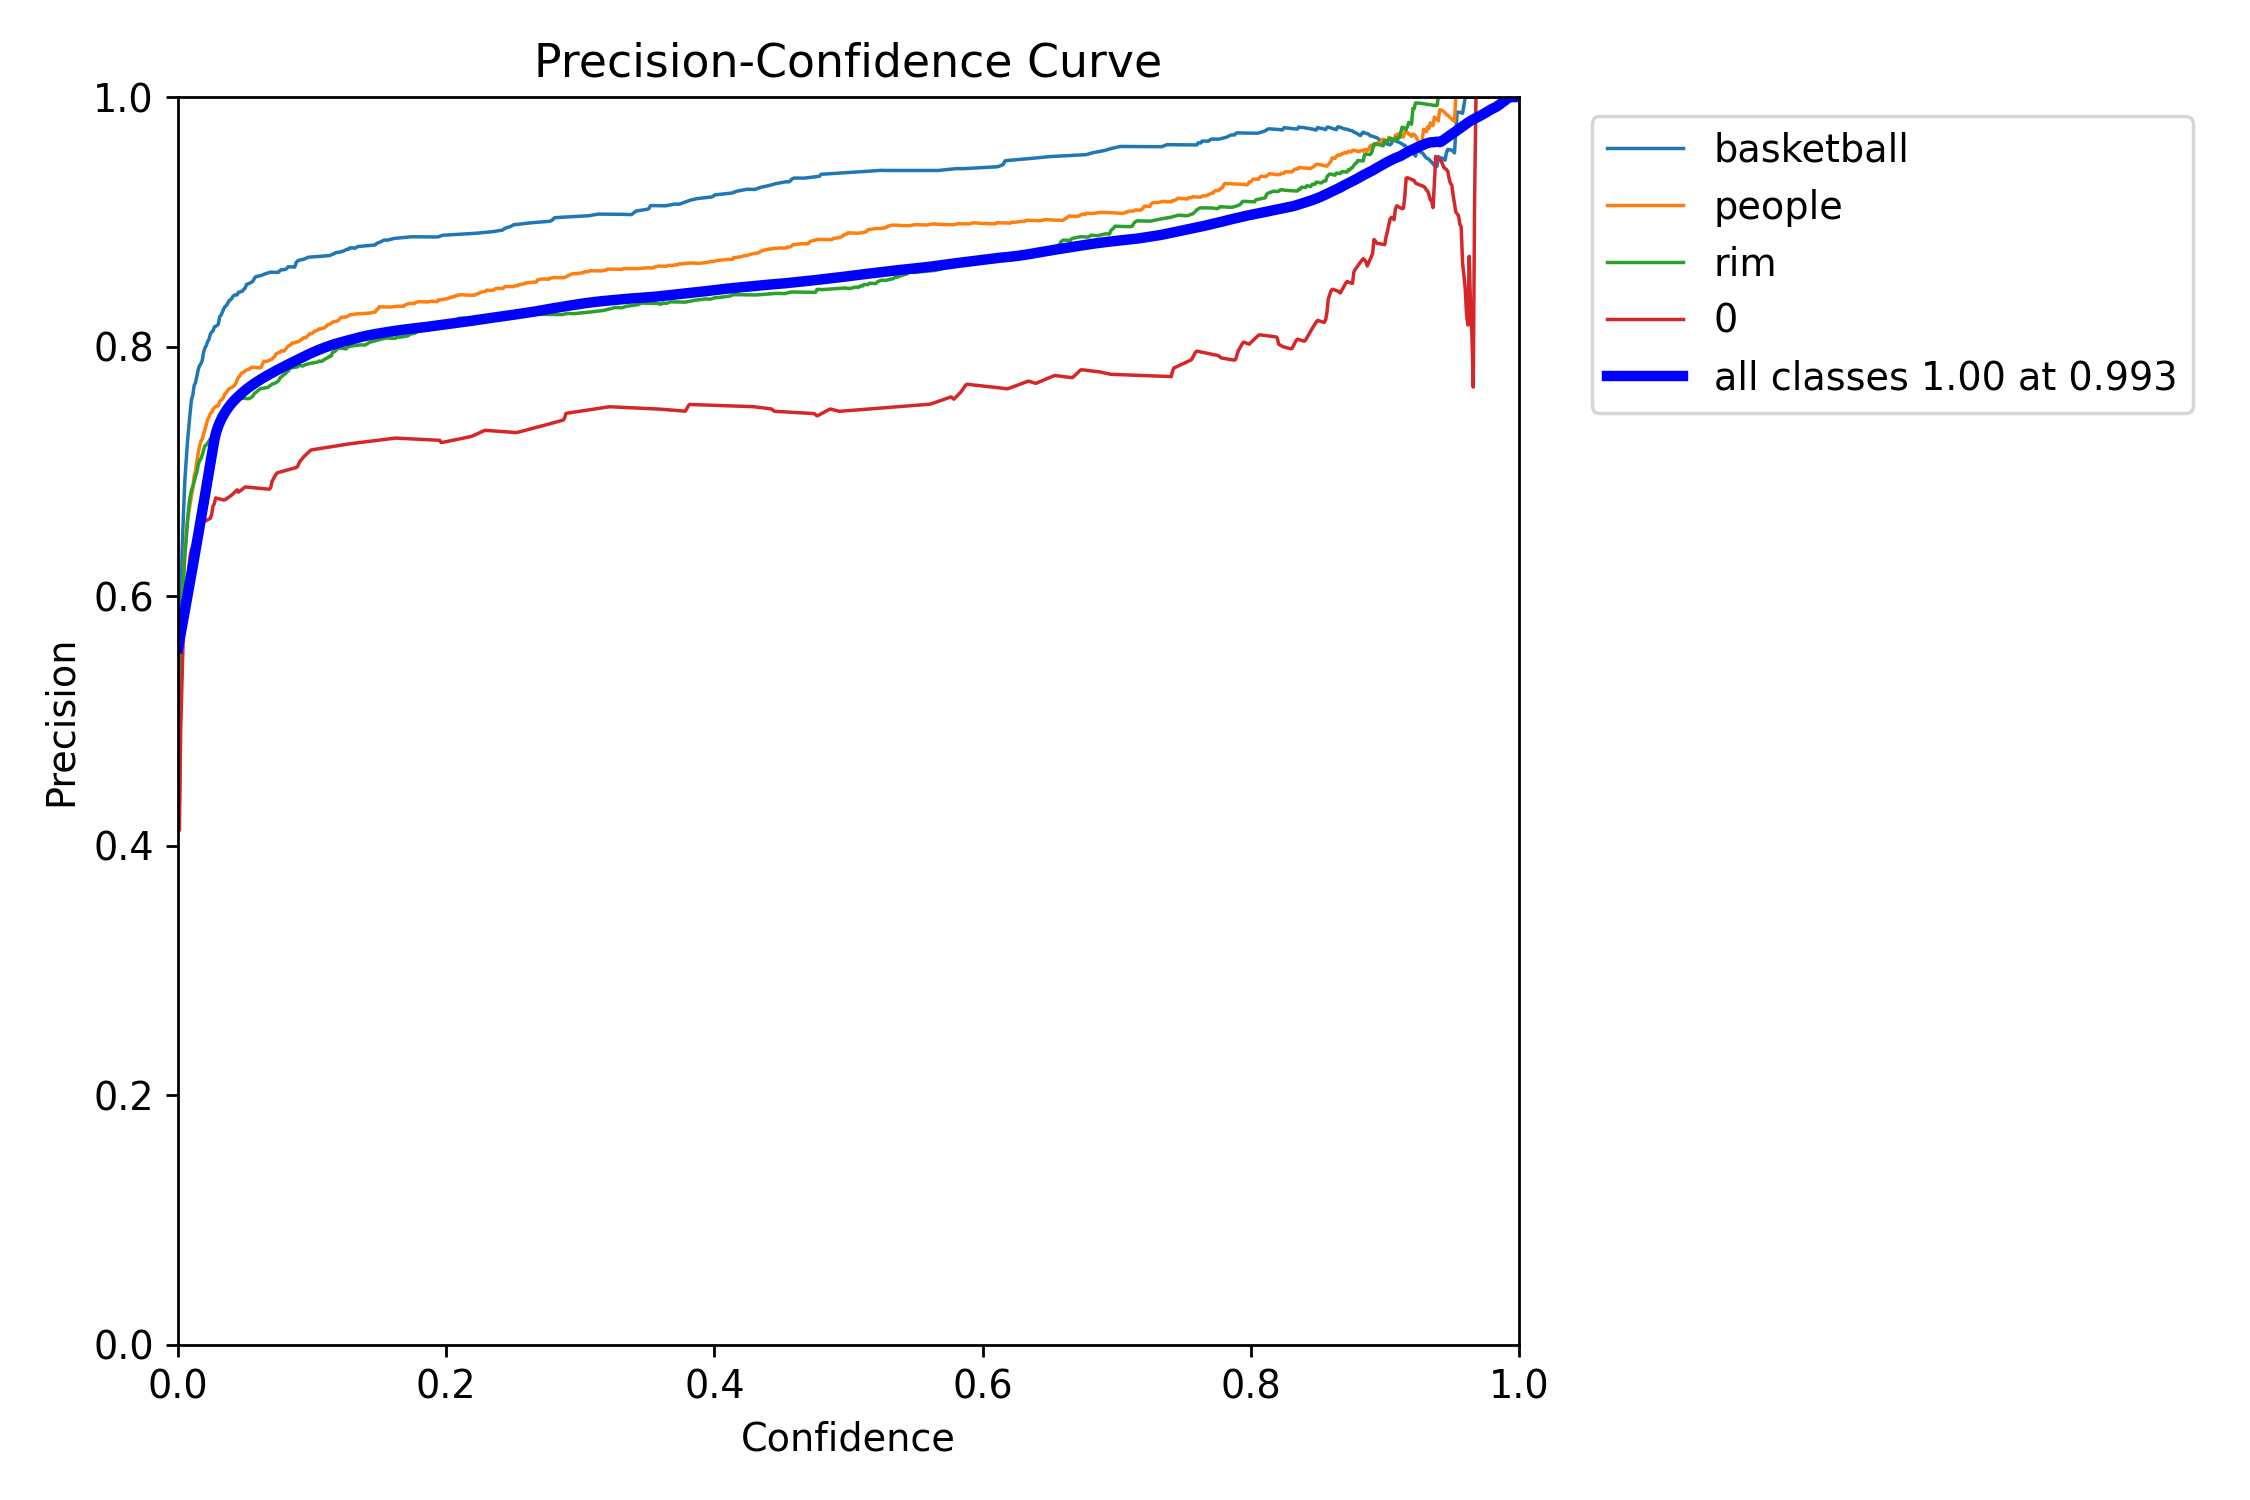 Precision-Confidence Curve
1.0
0.8
0.6
0.4
0.2
0.0
Precision
0.0 0.2 0.4 0.6 0.8 1.0
Confidence
basketball
people
rim
0
all classes 1.00 at 0.993